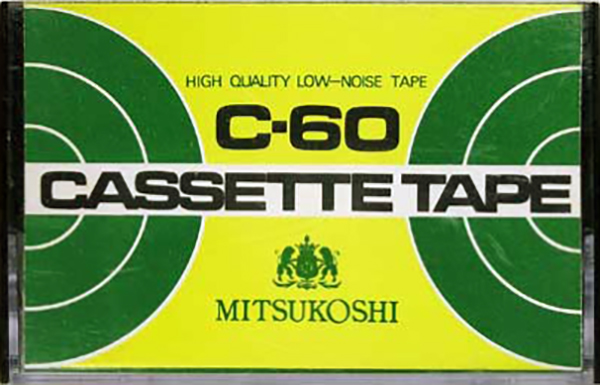 HIGH QUALITY LOW-NOISE TAPE
C-60
CASSETTE TAPE
MITSUKOSHI